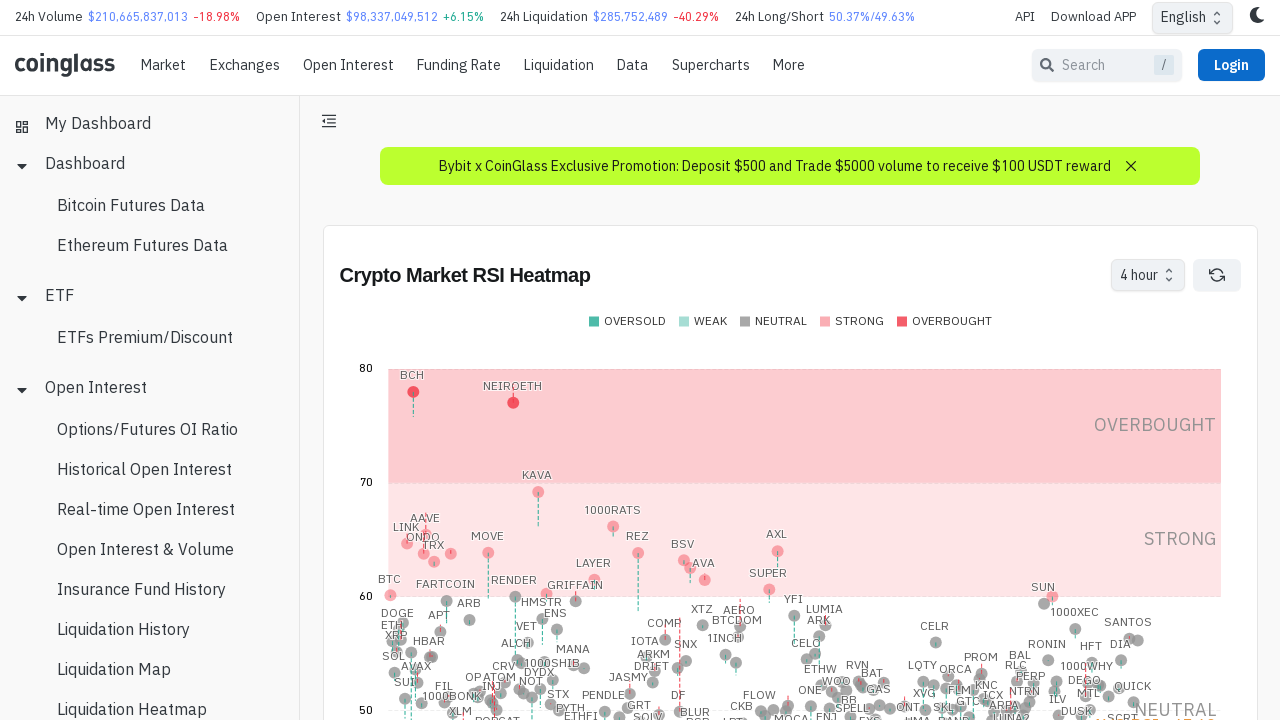 24h Volume $210,665,837,013 -18.98% Open Interest $98,337,049,512 +6.15% 24h Liquidation $285,752,489 -40.29% 24h Long/Short 50.37%/49.63% API Download APP English
coinglass Market Exchanges Open Interest Funding Rate Liquidation Data Supercharts More Search / Login
My Dashboard
Dashboard
Bitcoin Futures Data
Ethereum Futures Data
ETF
ETFs Premium/Discount
Open Interest
Options/Futures OI Ratio
Historical Open Interest
Real-time Open Interest
Open Interest & Volume
Insurance Fund History
Liquidation History
Liquidation Map
Liquidation Heatmap
Bybit x CoinGlass Exclusive Promotion: Deposit $500 and Trade $5000 volume to receive $100 USDT reward
Crypto Market RSI Heatmap 4 hour
OVERSOLD WEAK NEUTRAL STRONG OVERBOUGHT
80
BCH
NEIROETH
OVERBOUGHT
KAVA
70
1000RATS
AAVE
LINK
ONDO
MOVE REZ AXL
TRX BSV
STRONG
LAYER AVA
BTC FARTCOIN RENDER GRIFFAIN SUPER
SUN
60
HMSTR ARB YFI
DOGE APT ENS XTZ AERO LUMIA 1000XEC
ETH VET COMP BTCDOM ARK CELR SANTOS
XRP HBAR ALCH IOTA SNX 1INCH CELO RONIN HFT DIA
SOL MANA ARKM PROM BAL
AVAX CRV 1000SHIB DRIFT ETHW RVN LQTY ORCA RLC 1000WHY
SUI OP ATOM NOT DYDX JASMY WOO BAT PERP DEGO
FIL INJ ONE GAS FLM KNC NTRN QUICK
1000BONK STX PENDLE DF FLOW XVG ICX ILV MTL
XLM PYTH GRT CKB SPELL ONT GTC ARPA
50 ETHFI SOLV BLUR ENJ SKL DUSK NEUTRAL